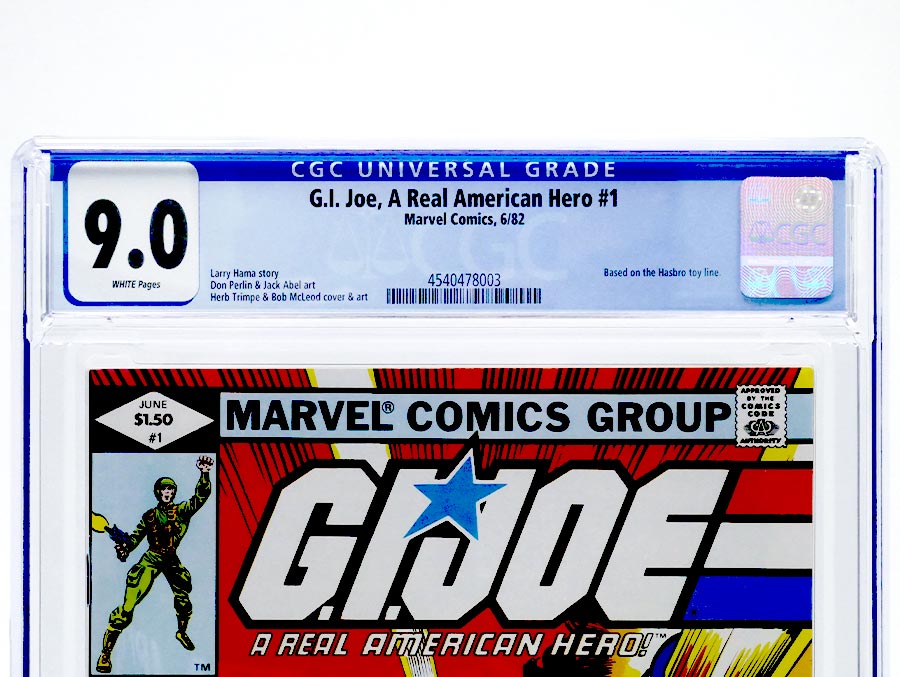 CGC UNIVERSAL GRADE
9.0
WHITE Pages
G.I. Joe, A Real American Hero #1
Marvel Comics, 6/82
Larry Hama story
Don Perlin & Jack Abel art
Herb Trimpe & Bob McLeod cover & art
4540478003
Based on the Hasbro toy line.
CGC
CGC
JUNE
$1.50
#1
MARVEL® COMICS GROUP
APPROVED
BY THE
COMICS
CODE
AUTHORITY
G.I.JOE
A REAL AMERICAN HERO!™
TM